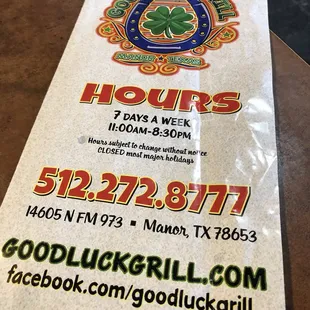 HOURS
7 DAYS A WEEK
11:00AM-8:30PM
Hours subject to change without notice
CLOSED most major holidays
512.272.8777
14605 N FM 973 ▪ Manor, TX 78653
GOODLUCKGRILL.COM
facebook.com/goodluckgrill